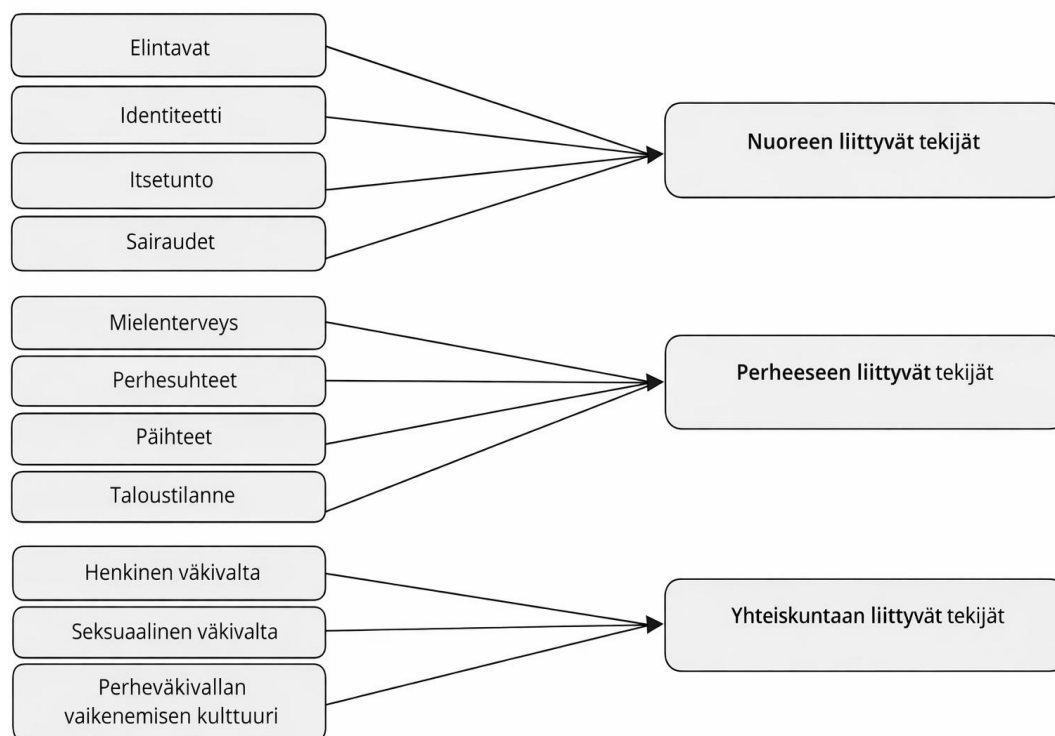 Elintavat
Identiteetti
Itsetunto
Sairaudet
Nuoreen liittyvät tekijät
Mielenterveys
Perhesuhteet
Päihteet
Taloustilanne
Perheeseen liittyvät tekijät
Henkinen väkivalta
Seksuaalinen väkivalta
Perheväkivallan
vaikenemisen kulttuuri
Yhteiskuntaan liittyvät tekijät